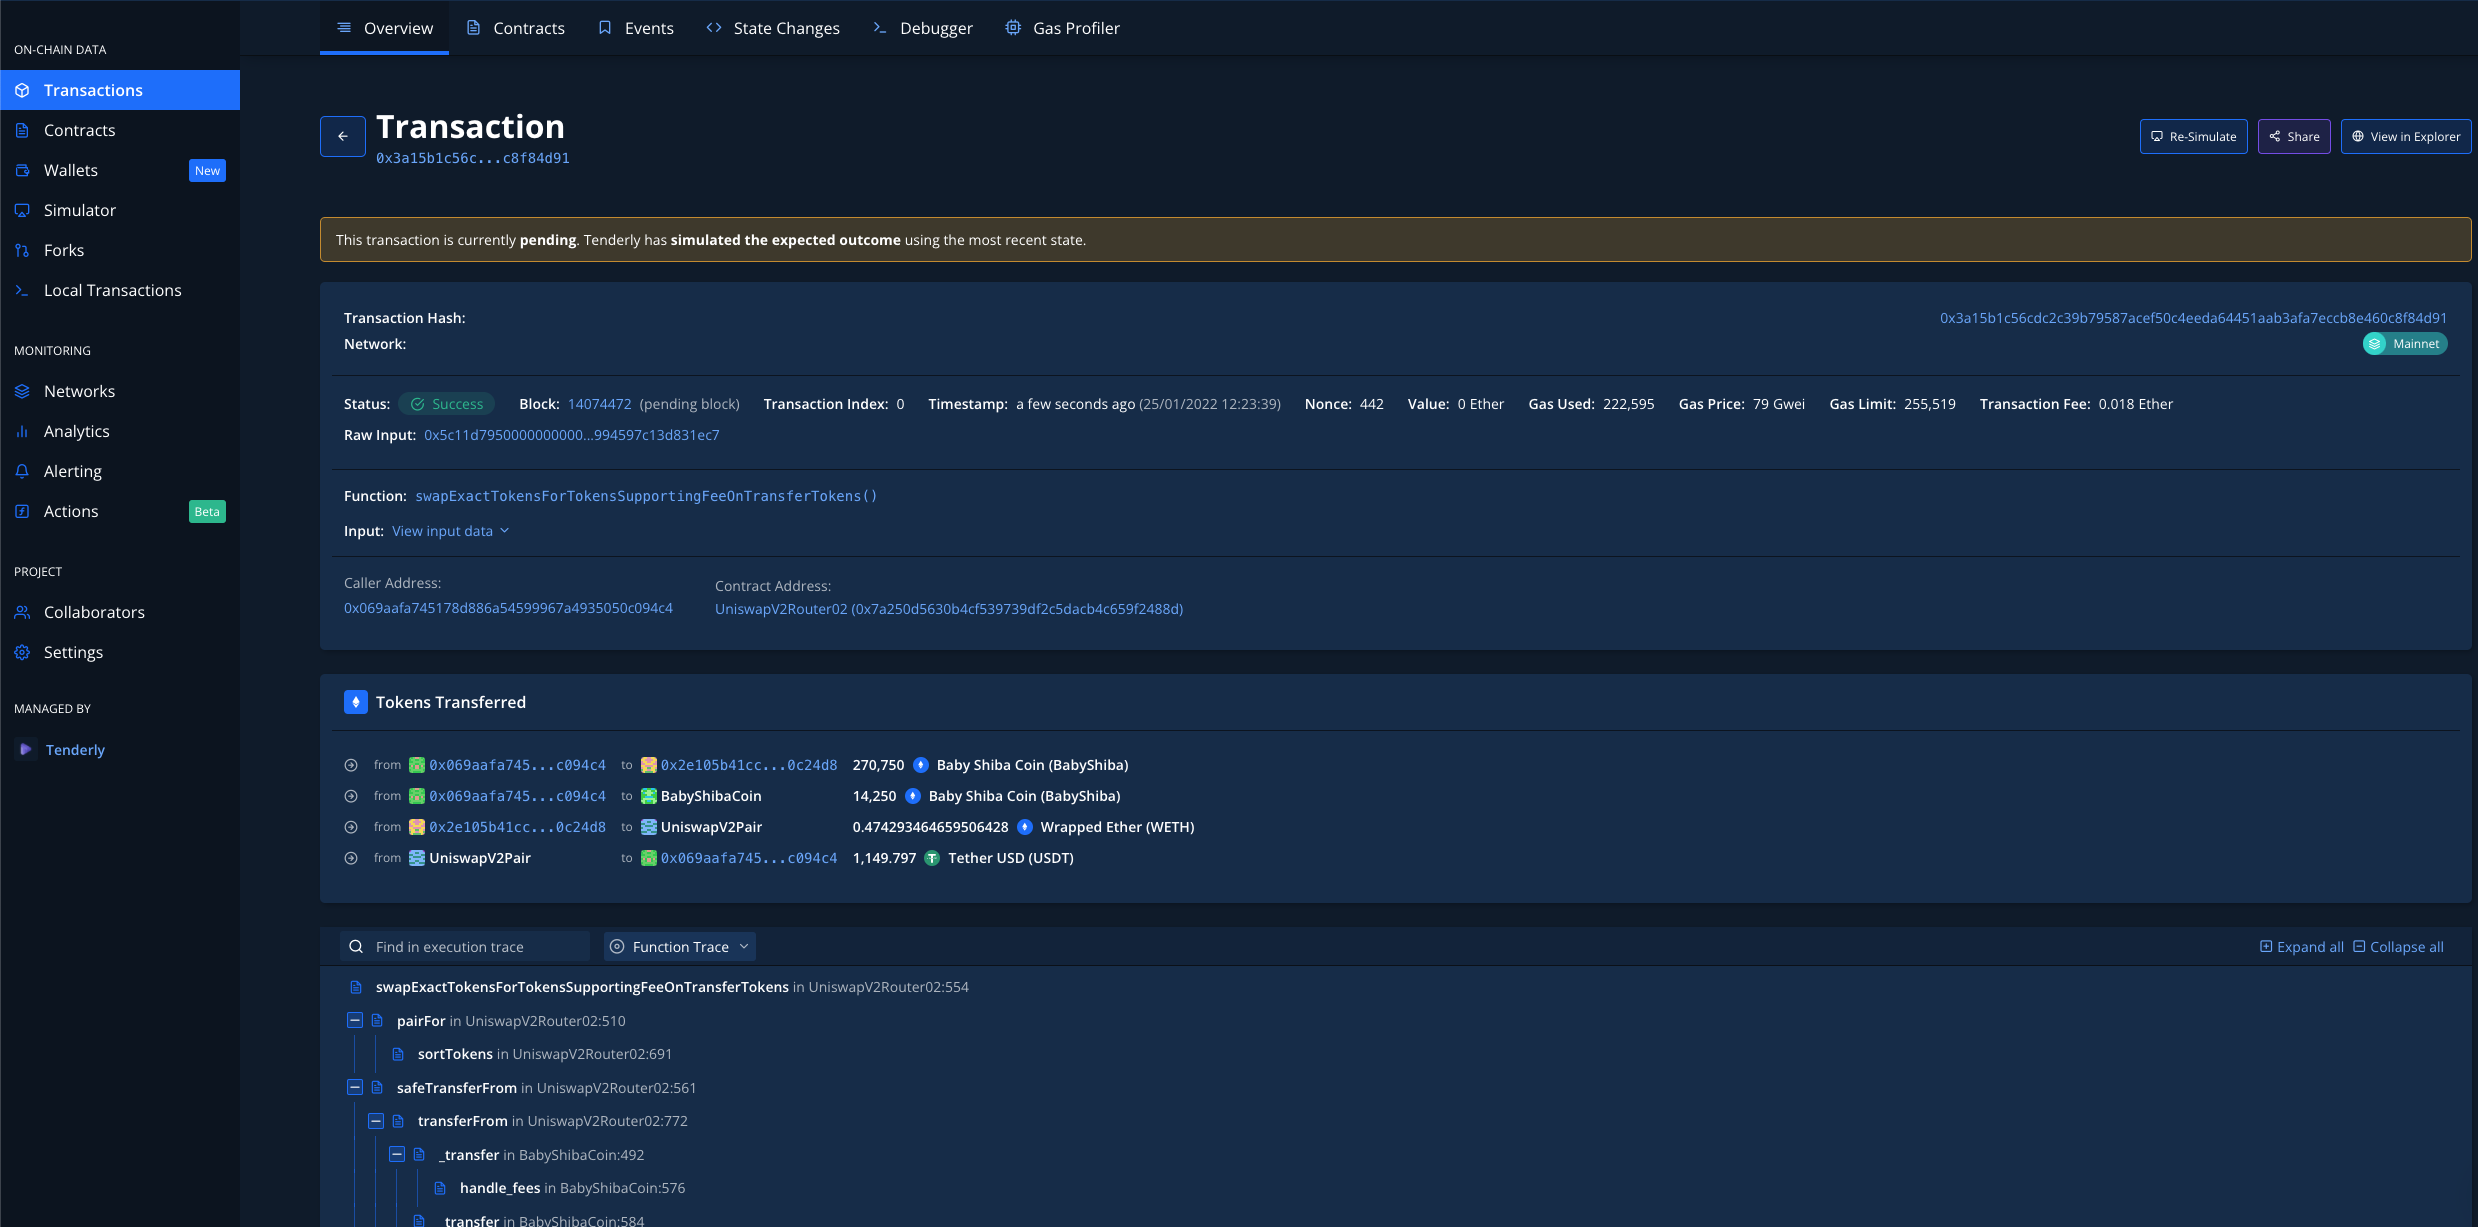 Overview Contracts Events State Changes Debugger Gas Profiler
ON-CHAIN DATA
Transactions
Contracts
Wallets New
Simulator
Forks
Local Transactions
MONITORING
Networks
Analytics
Alerting
Actions Beta
PROJECT
Collaborators
Settings
MANAGED BY
Tenderly
Transaction
0x3a15b1c56c...c8f84d91
Re-Simulate Share View in Explorer
This transaction is currently pending. Tenderly has simulated the expected outcome using the most recent state.
Transaction Hash: 0x3a15b1c56cdc2c39b79587acef50c4eeda64451aab3afa7eccb8e460c8f84d91
Network: Mainnet
Status: Success Block: 14074472 (pending block) Transaction Index: 0 Timestamp: a few seconds ago (25/01/2022 12:23:39) Nonce: 442 Value: 0 Ether Gas Used: 222,595 Gas Price: 79 Gwei Gas Limit: 255,519 Transaction Fee: 0.018 Ether
Raw Input: 0x5c11d7950000000000...994597c13d831ec7
Function: swapExactTokensForTokensSupportingFeeOnTransferTokens()
Input: View input data
Caller Address:
0x069aafa745178d886a54599967a4935050c094c4
Contract Address:
UniswapV2Router02 (0x7a250d5630b4cf539739df2c5dacb4c659f2488d)
Tokens Transferred
from 0x069aafa745...c094c4 to 0x2e105b41cc...0c24d8 270,750 Baby Shiba Coin (BabyShiba)
from 0x069aafa745...c094c4 to BabyShibaCoin 14,250 Baby Shiba Coin (BabyShiba)
from 0x2e105b41cc...0c24d8 to UniswapV2Pair 0.474293464659506428 Wrapped Ether (WETH)
from UniswapV2Pair to 0x069aafa745...c094c4 1,149.797 Tether USD (USDT)
Find in execution trace Function Trace Expand all Collapse all
swapExactTokensForTokensSupportingFeeOnTransferTokens in UniswapV2Router02:554
pairFor in UniswapV2Router02:510
sortTokens in UniswapV2Router02:691
safeTransferFrom in UniswapV2Router02:561
transferFrom in UniswapV2Router02:772
_transfer in BabyShibaCoin:492
handle_fees in BabyShibaCoin:576
_transfer in BabyShibaCoin:584